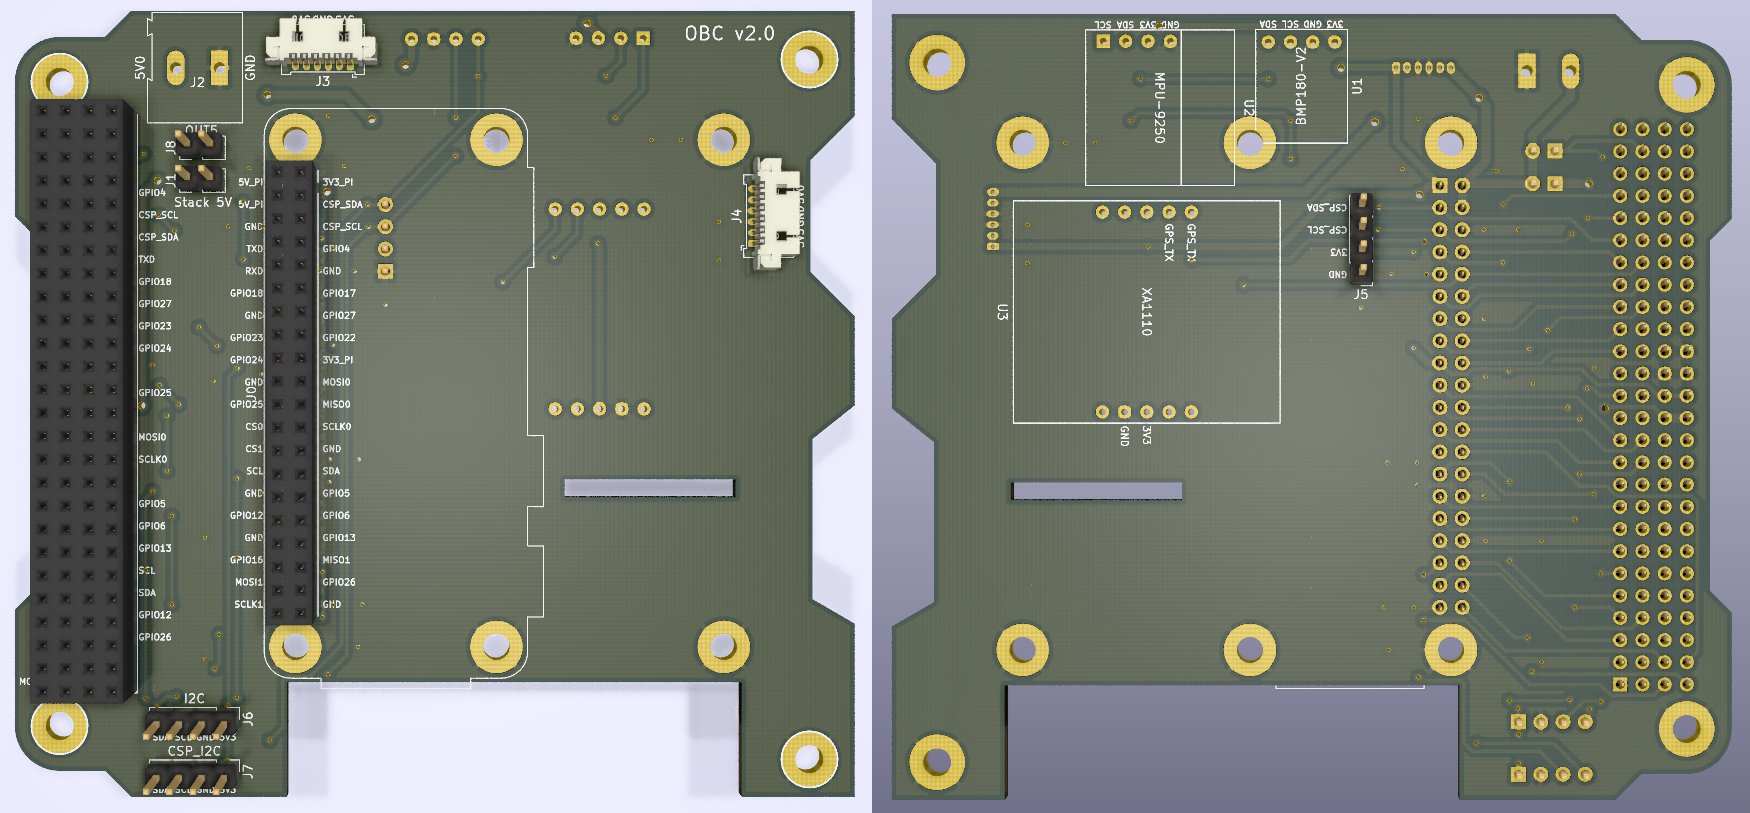 OBC v2.0
5V0
J2
GND
J3
OUT5
J8
J1
Stack 5V
J4
GPIO4
CSP_SCL
CSP_SDA
TXD
GPIO18
GPIO27
GPIO23
GPIO24
GPIO25
MOSI0
SCLK0
GPIO5
GPIO6
GPIO13
SCL
SDA
GPIO12
GPIO26
5V_PI
3V3_PI
5V_PI
CSP_SDA
GND
CSP_SCL
TXD
GPIO4
RXD
GND
GPIO18
GPIO17
GND
GPIO27
GPIO23
GPIO22
GPIO24
3V3_PI
GND
MOSI0
GPIO25
MISO0
CS0
SCLK0
CS1
GND
SCL
SDA
GND
GPIO5
GPIO12
GPIO6
GND
GPIO13
GPIO16
MISO1
MOSI1
GPIO26
SCLK1
GND
I2C
J6
SDA SCL GND 3V3
CSP_I2C
J7
SDA SCL GND 3V3
GND 3V3 SDA SCL
3V3 GND SCL SDA
MPU-9250
U2
BMP180-V2
U1
CSP_SDA
CSP_SCL
3V3
GND
J5
GPS_TX
GPS_TX
XA1110
U3
GND
3V3